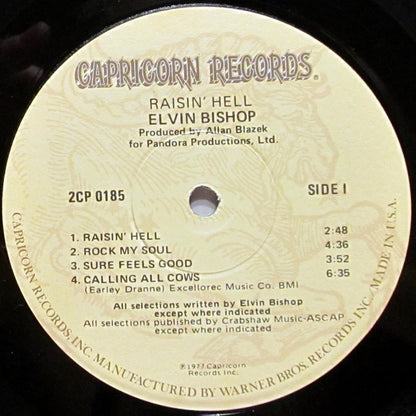 CAPRICORN RECORDS®
RAISIN' HELL
ELVIN BISHOP
Produced by Allan Blazek
for Pandora Productions, Ltd.
2CP 0185
SIDE I
1. RAISIN' HELL 2:48
2. ROCK MY SOUL 4:36
3. SURE FEELS GOOD 3:52
4. CALLING ALL COWS 6:35
(Earley Dranne) Excellorec Music Co. BMI
All selections written by Elvin Bishop
except where indicated
All selections published by Crabshaw Music-ASCAP
except where indicated
℗1977 Capricorn
Records Inc.
CAPRICORN RECORDS, INC. MANUFACTURED BY WARNER BROS. RECORDS INC. MADE IN U.S.A.